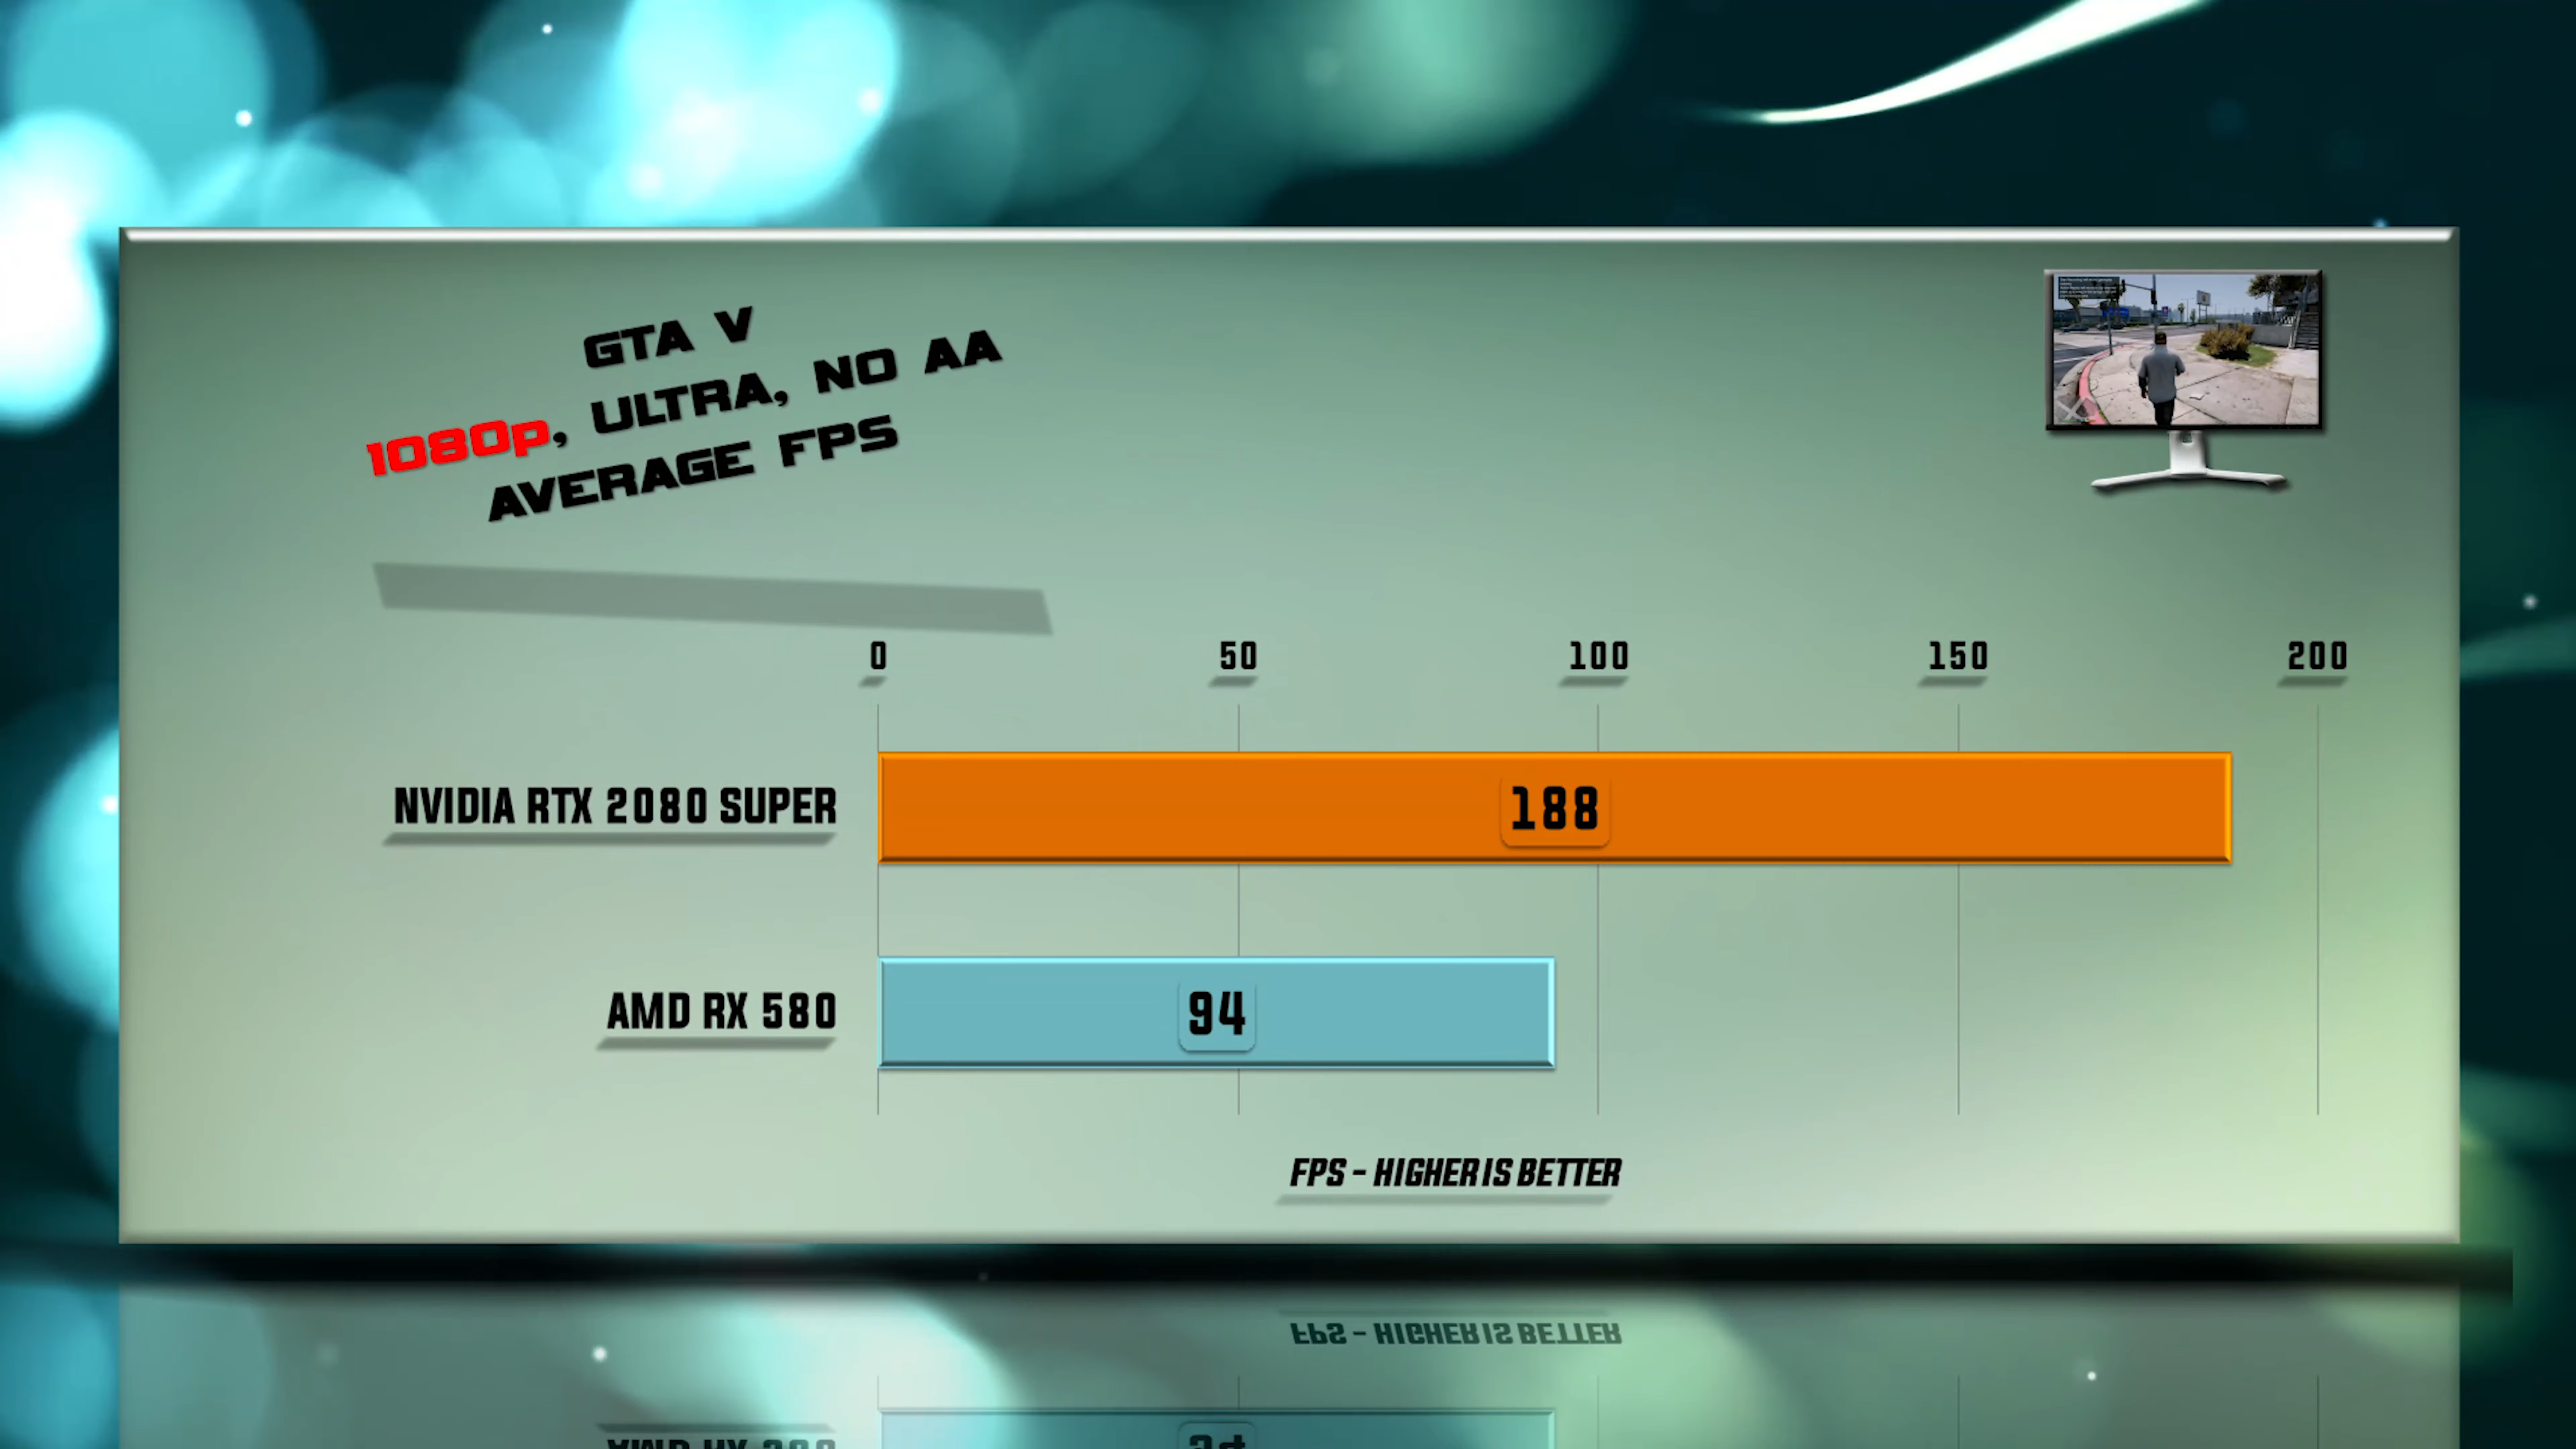 GTA V
1080p, ULTRA, NO AA
AVERAGE FPS
0 50 100 150 200
NVIDIA RTX 2080 SUPER 188
AMD RX 580 94
FPS - HIGHER IS BETTER